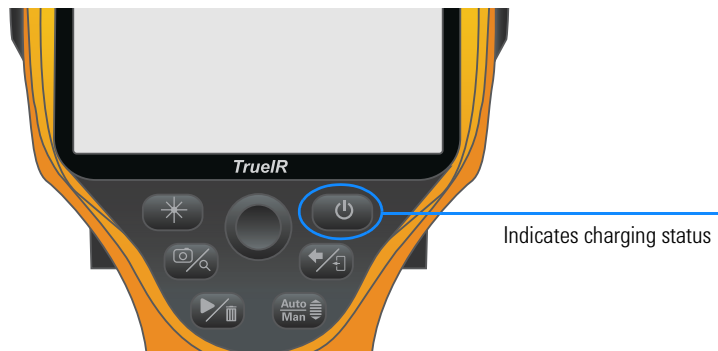 TrueIR
Indicates charging status
Auto
Man